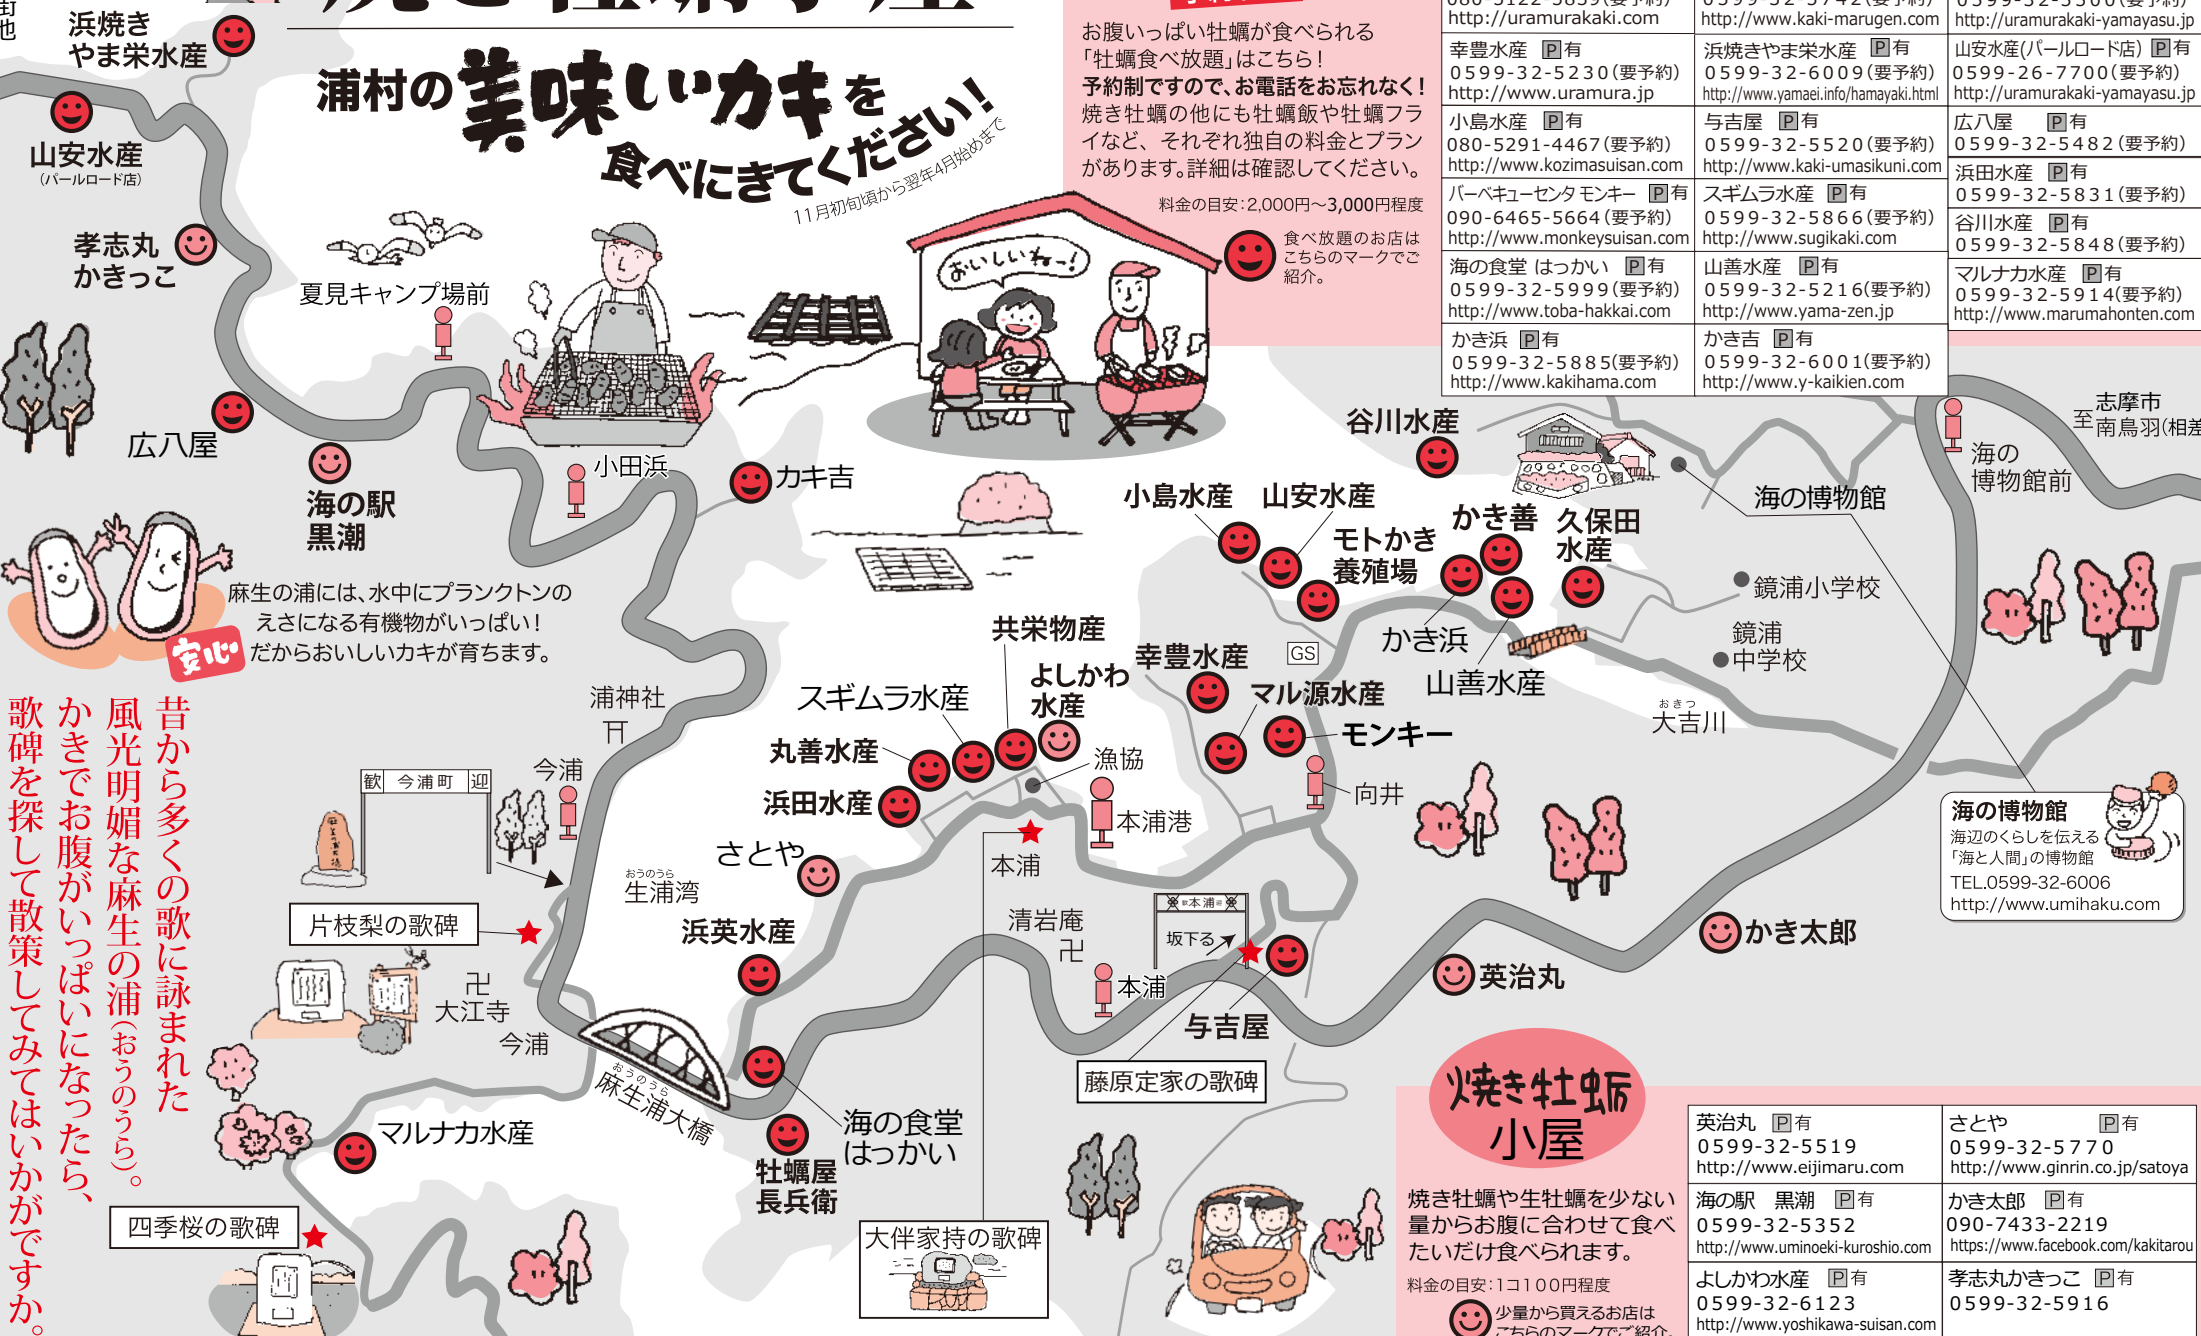 浜焼き
やま栄水産
山安水産
(パールロード店)
孝志丸
かきっこ
浦村の美味しいカキを
食べにきてください!
11月初旬頃から翌年4月始めまで
お腹いっぱい牡蠣が食べられる
「牡蠣食べ放題」はこちら!
予約制ですので、お電話をお忘れなく!
焼き牡蠣の他にも牡蠣飯や牡蠣フラ
イなど、それぞれ独自の料金とプラン
があります。詳細は確認してください。
料金の目安:2,000円〜3,000円程度
食べ放題のお店は
こちらのマークでご
紹介。
http://uramurakaki.com
幸豊水産 P有
0599-32-5230(要予約)
http://www.uramura.jp
小島水産 P有
080-5291-4467(要予約)
http://www.kozimasuisan.com
バーベキューセンタ モンキー P有
090-6465-5664(要予約)
http://www.monkeysuisan.com
海の食堂 はっかい P有
0599-32-5999(要予約)
http://www.toba-hakkai.com
かき浜 P有
0599-32-5885(要予約)
http://www.kakihama.com
http://www.kaki-marugen.com
浜焼きやま栄水産 P有
0599-32-6009(要予約)
http://www.yamaei.info/hamayaki.html
与吉屋 P有
0599-32-5520(要予約)
http://www.kaki-umasikuni.com
スギムラ水産 P有
0599-32-5866(要予約)
http://www.sugikaki.com
山善水産 P有
0599-32-5216(要予約)
http://www.yama-zen.jp
かき吉 P有
0599-32-6001(要予約)
http://www.y-kaikien.com
http://uramurakaki-yamayasu.jp
山安水産(パールロード店) P有
0599-26-7700(要予約)
http://uramurakaki-yamayasu.jp
広八屋 P有
0599-32-5482(要予約)
浜田水産 P有
0599-32-5831(要予約)
谷川水産 P有
0599-32-5848(要予約)
マルナカ水産 P有
0599-32-5914(要予約)
http://www.marumahonten.com
おいしいねー!
夏見キャンプ場前
広八屋
海の駅
黒潮
小田浜
カキ吉
谷川水産
小島水産
山安水産
モトかき
養殖場
かき善
久保田
水産
かき浜
山善水産
海の博物館
海の
博物館前
至
志摩市
南鳥羽(相差
鏡浦小学校
鏡浦
中学校
おきつ
大吉川
麻生の浦には、水中にプランクトンの
えさになる有機物がいっぱい!
だからおいしいカキが育ちます。
安心
共栄物産
よしかわ
水産
スギムラ水産
丸善水産
浜田水産
さとや
幸豊水産
マル源水産
モンキー
GS
向井
漁協
本浦港
本浦
浦神社
今浦
歓 今浦町 迎
おうのうら
生浦湾
浜英水産
清岩庵
本浦
本浦
坂下る
与吉屋
藤原定家の歌碑
英治丸
かき太郎
海の博物館
海辺のくらしを伝える
「海と人間」の博物館
TEL.0599-32-6006
http://www.umihaku.com
昔から多くの歌に詠まれた
風光明媚な麻生の浦(おうのうら)。
かきでお腹がいっぱいになったら、
歌碑を探して散策してみてはいかがですか。
片枝梨の歌碑
大江寺
今浦
おうのうら
麻生浦大橋
マルナカ水産
四季桜の歌碑
海の食堂
はっかい
牡蠣屋
長兵衛
大伴家持の歌碑
焼き牡蛎
小屋
焼き牡蠣や生牡蠣を少ない
量からお腹に合わせて食べ
たいだけ食べられます。
料金の目安:1コ100円程度
少量から買えるお店は
こちらのマークでご紹介。
英治丸 P有
0599-32-5519
http://www.eijimaru.com
海の駅 黒潮 P有
0599-32-5352
http://www.uminoeki-kuroshio.com
よしかわ水産 P有
0599-32-6123
http://www.yoshikawa-suisan.com
さとや P有
0599-32-5770
http://www.ginrin.co.jp/satoya
かき太郎 P有
090-7433-2219
https://www.facebook.com/kakitarou
孝志丸かきっこ P有
0599-32-5916